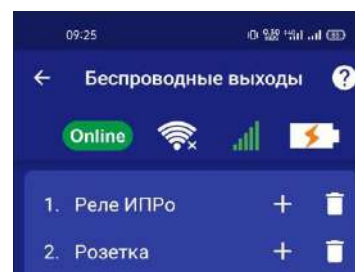 09:25
Беспроводные выходы ?
Online
1. Реле ИПРо +
2. Розетка +